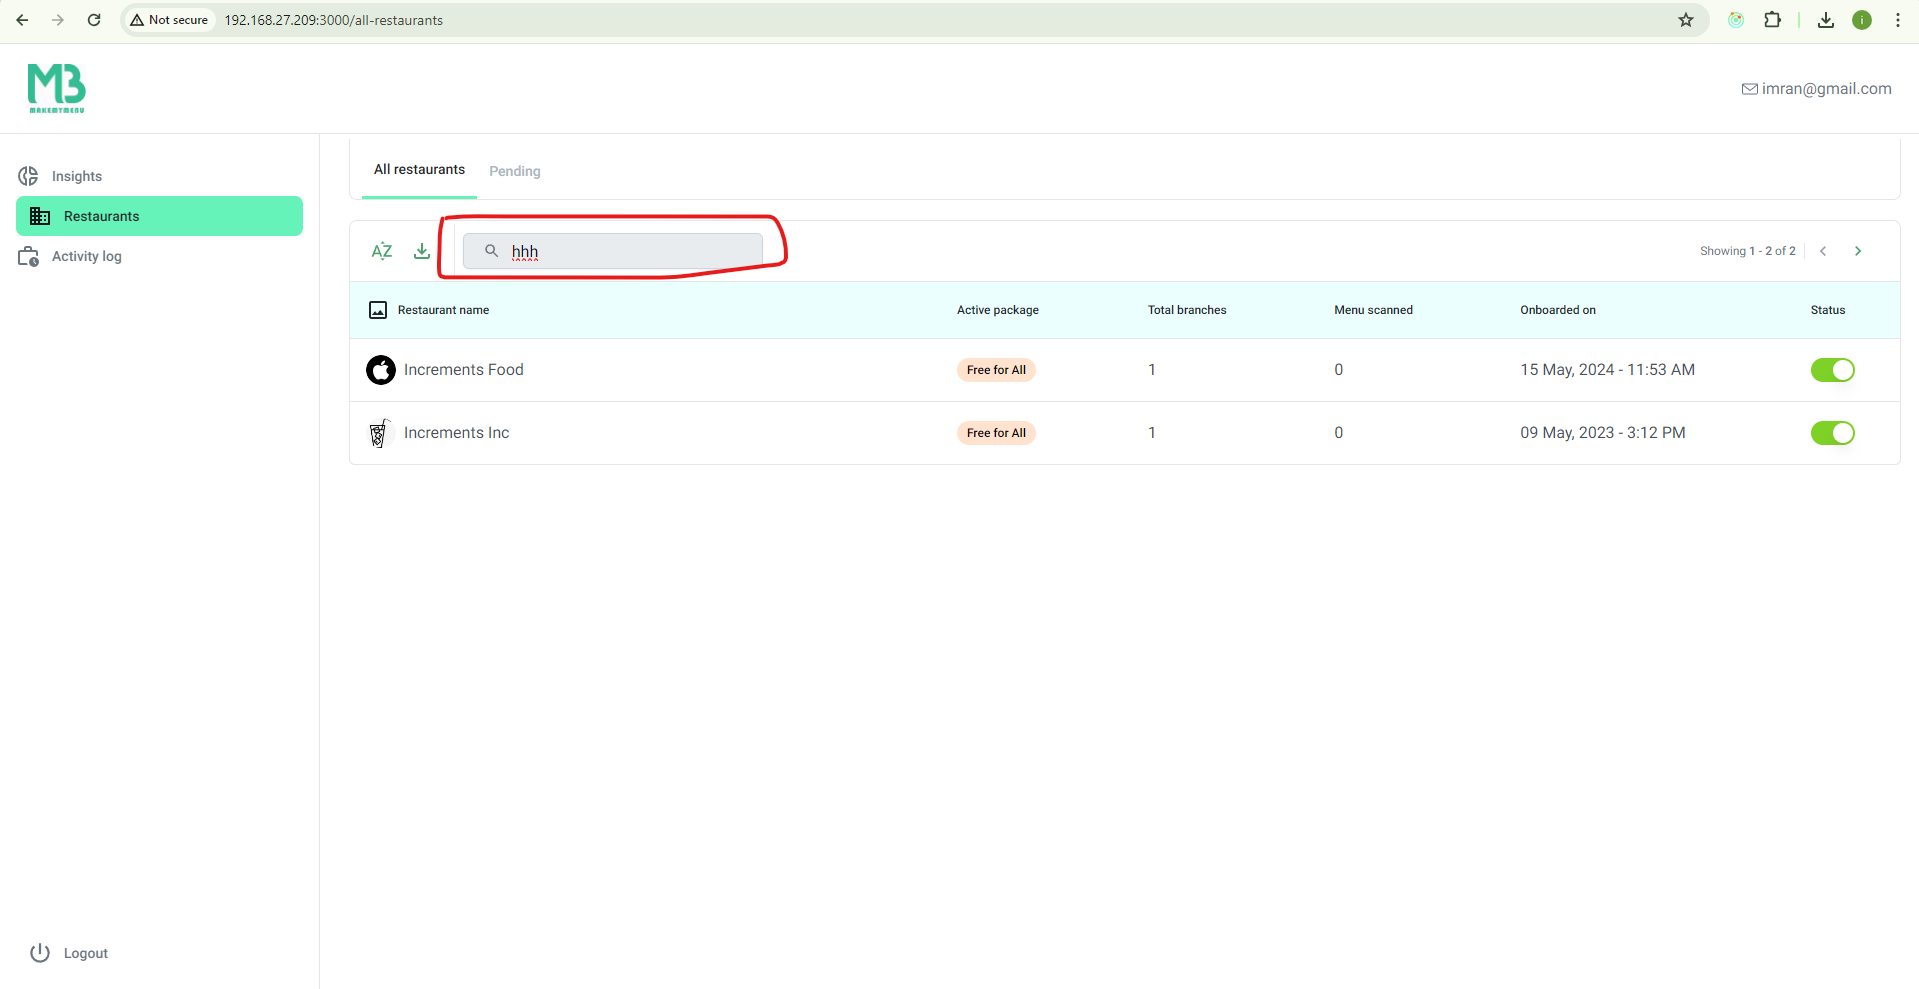 Not secure 192.168.27.209:3000/all-restaurants
i
M3
MAKEMYMENU
imran@gmail.com
Insights
Restaurants
Activity log
Logout
All restaurants Pending
AZ hhh Showing 1 - 2 of 2
Restaurant name Active package Total branches Menu scanned Onboarded on Status
Increments Food Free for All 1 0 15 May, 2024 - 11:53 AM
Increments Inc Free for All 1 0 09 May, 2023 - 3:12 PM